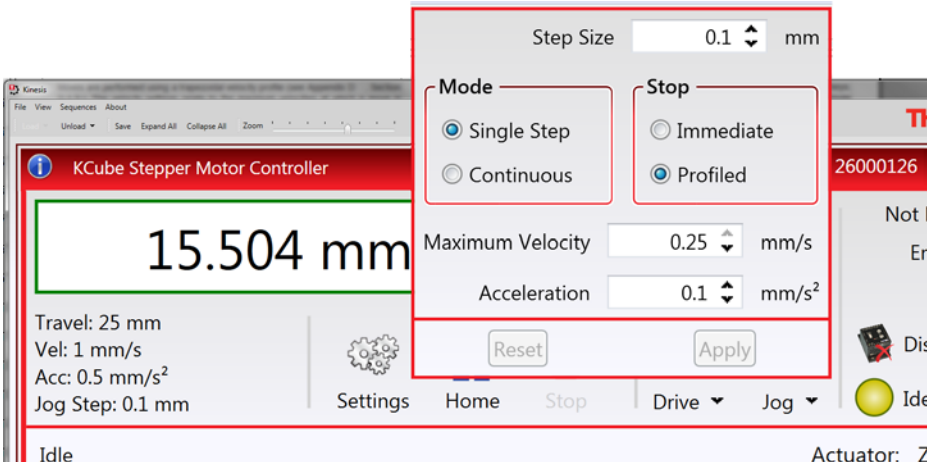 Step Size 0.1 mm
Kinesis
File View Sequences About
Unload Save Expand All Collapse All Zoom
Mode
Stop
Single Step
Immediate
Continuous
Profiled
KCube Stepper Motor Controller
26000126
15.504 mm
Maximum Velocity 0.25 mm/s
Acceleration 0.1 mm/s²
Reset
Apply
Not
Travel: 25 mm
Vel: 1 mm/s
Acc: 0.5 mm/s²
Jog Step: 0.1 mm
Settings
Home
Stop
Drive
Jog
Idle
Actuator: Z